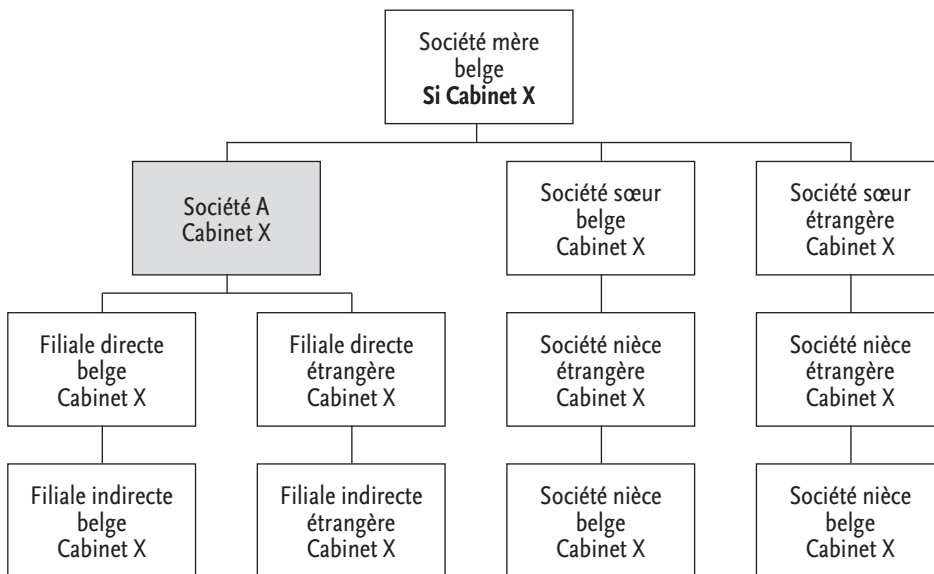 Société mère
belge
Si Cabinet X
Société A
Cabinet X
Société sœur
belge
Cabinet X
Société sœur
étrangère
Cabinet X
Filiale directe
belge
Cabinet X
Filiale directe
étrangère
Cabinet X
Société nièce
étrangère
Cabinet X
Société nièce
étrangère
Cabinet X
Filiale indirecte
belge
Cabinet X
Filiale indirecte
étrangère
Cabinet X
Société nièce
belge
Cabinet X
Société nièce
belge
Cabinet X